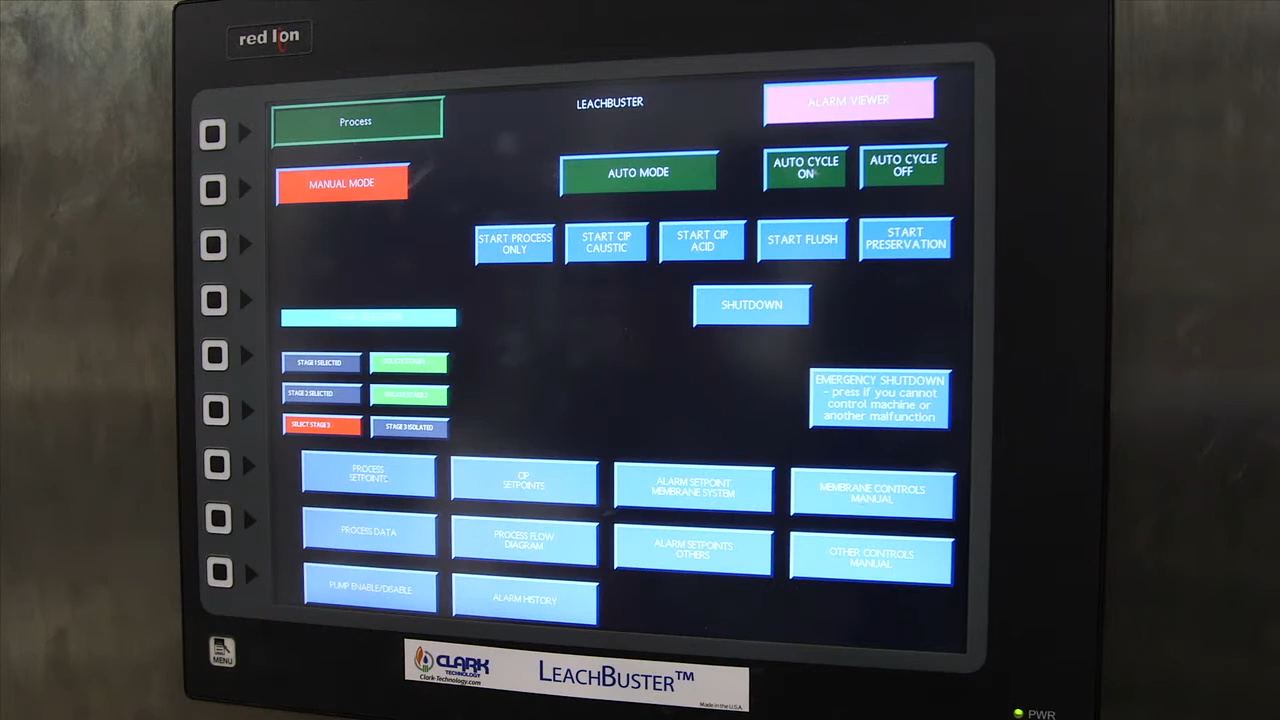 red lion
Process
LEACHBUSTER
ALARM VIEWER
MANUAL MODE
AUTO MODE
AUTO CYCLE
ON
AUTO CYCLE
OFF
START PROCESS
ONLY
START CIP
CAUSTIC
START CIP
ACID
START FLUSH
START
PRESERVATION
SHUTDOWN
STAGE 1 SELECTED
STAGE 2 SELECTED
SELECT STAGE 3
STAGE 3 ISOLATED
EMERGENCY SHUTDOWN
- press if you cannot
control machine or
another malfunction
PROCESS
SETPOINTC
CIP
SETPOINTS
ALARM SETPOINT
MEMBRANE SYSTEM
MEMBRANE CONTROLS
MANUAL
PROCESS DATA
PROCESS FLOW
DIAGRAM
ALARM SETPOINTS
OTHERS
OTHER CONTROLS
MANUAL
PUMP ENABLE/DISABLE
ALARM HISTORY
MENU
CLARK
TECHNOLOGY
Clark-Technology.com
LEACHBUSTER™
Made in the U.S.A.
PWR